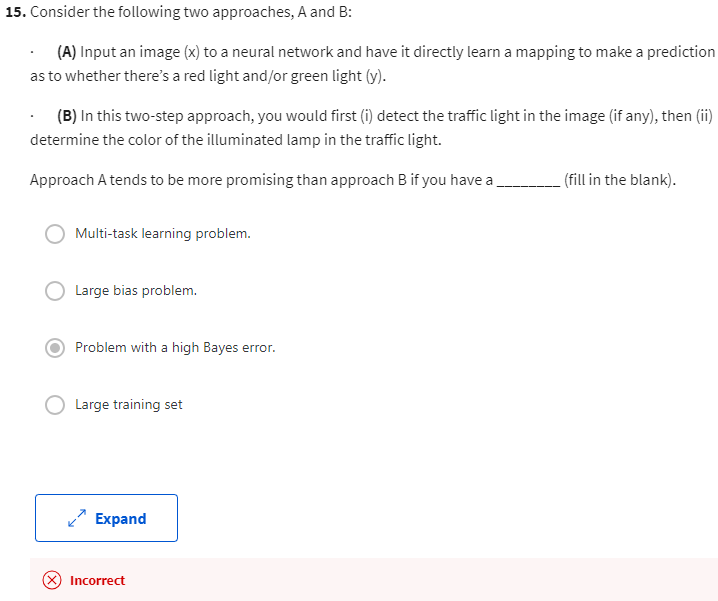 15. Consider the following two approaches, A and B:
· (A) Input an image (x) to a neural network and have it directly learn a mapping to make a prediction
as to whether there's a red light and/or green light (y).
· (B) In this two-step approach, you would first (i) detect the traffic light in the image (if any), then (ii)
determine the color of the illuminated lamp in the traffic light.
Approach A tends to be more promising than approach B if you have a ________ (fill in the blank).
Multi-task learning problem.
Large bias problem.
Problem with a high Bayes error.
Large training set
Expand
Incorrect